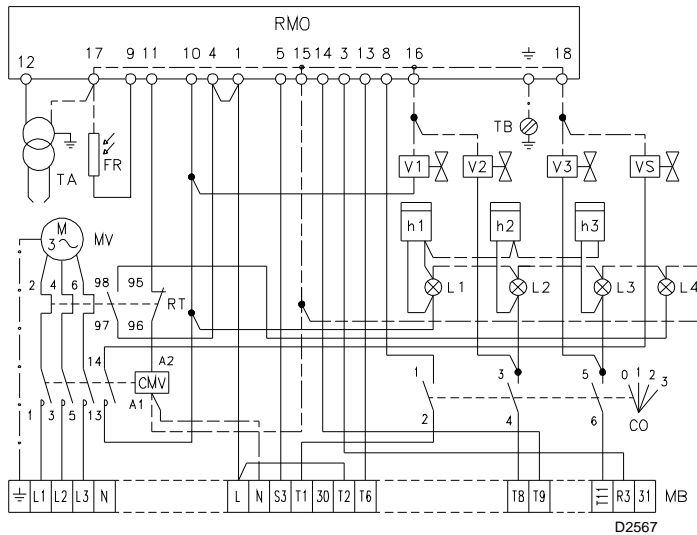 RMO
12 17 9 11 10 4 1 5 15 14 3 13 8 16 18
TA FR TB
V1 V2 V3 VS
h1 h2 h3
M
3
MV
2 4 6 98 95
L1 L2 L3 L4
RT
97 96
14 A2
CMV
A1
1 3 5 13
1 3 5 0 1 2 3
2 4 6 CO
L1 L2 L3 N L N S3 T1 30 T2 T6 T8 T9 T11 R3 31 MB
D2567